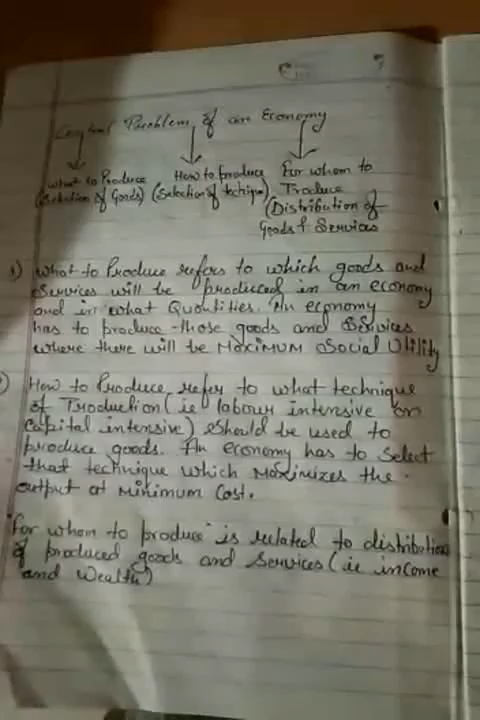 Central Problem of an Economy
What to Produce
(Selection of Goods)
How to produce
(Selection of techique)
For whom to
Produce
(Distribution of
Goods & Services
1) What to Produce refers to which goods and
Services will be produced in an economy
and in what Quantities. An economy
has to produce those goods and Services
where there will be Maximum Social Utility
How to Produce refer to what technique
of Production (ie labour intensive or
capital intensive) should be used to
produce goods. An economy has to select
that technique which Maximizes the
output at Minimum Cost.
"For whom to produce" is related to distribution
of produced goods and Services (ie income
and Wealth)